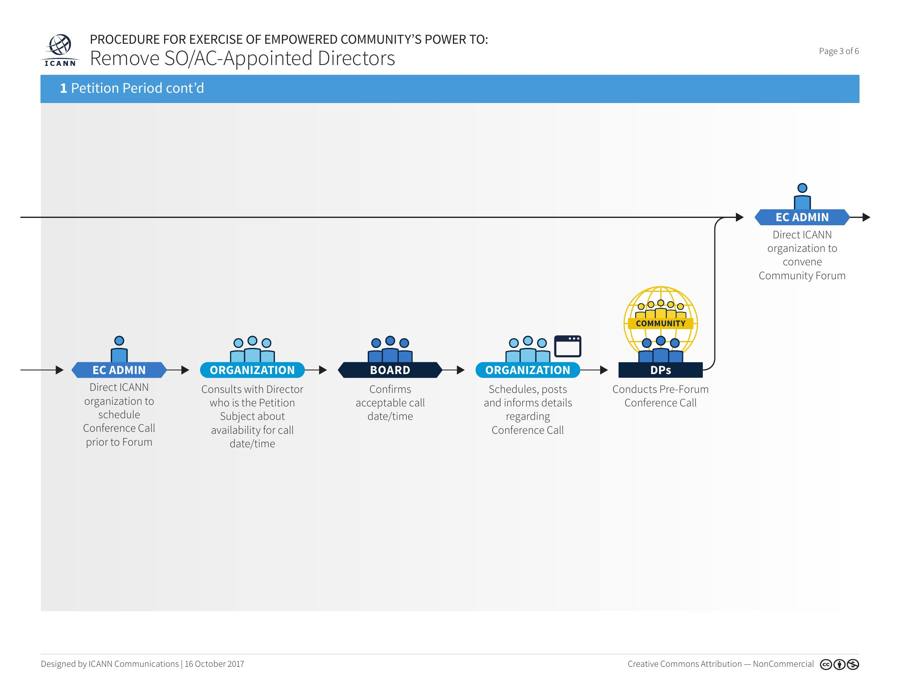 ICANN
PROCEDURE FOR EXERCISE OF EMPOWERED COMMUNITY’S POWER TO:
Remove SO/AC-Appointed Directors
Page 3 of 6
1 Petition Period cont’d
EC ADMIN
Direct ICANN
organization to
convene
Community Forum
COMMUNITY
EC ADMIN
Direct ICANN
organization to
schedule
Conference Call
prior to Forum
ORGANIZATION
Consults with Director
who is the Petition
Subject about
availability for call
date/time
BOARD
Confirms
acceptable call
date/time
ORGANIZATION
Schedules, posts
and informs details
regarding
Conference Call
DPs
Conducts Pre-Forum
Conference Call
Designed by ICANN Communications | 16 October 2017
Creative Commons Attribution — NonCommercial